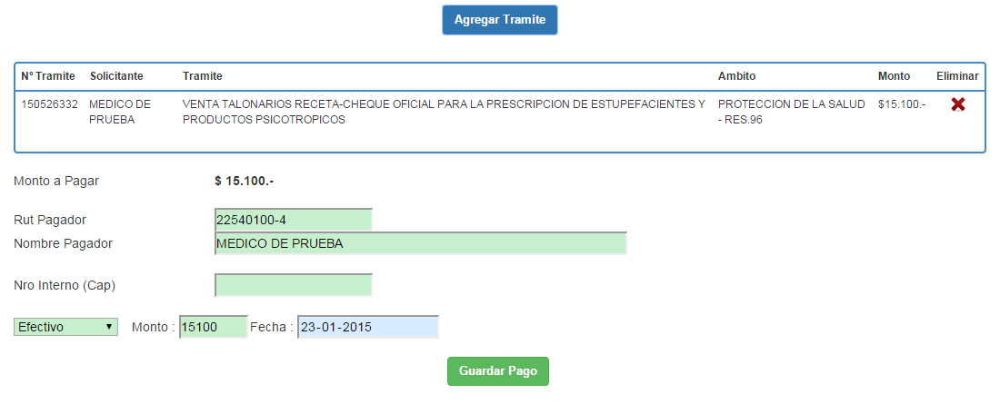 Agregar Tramite
N° Tramite Solicitante Tramite Ambito Monto Eliminar
150526332 MEDICO DE VENTA TALONARIOS RECETA-CHEQUE OFICIAL PARA LA PRESCRIPCION DE ESTUPEFACIENTES Y PROTECCION DE LA SALUD $15.100.-
PRUEBA PRODUCTOS PSICOTROPICOS - RES.96
Monto a Pagar $ 15.100.-
Rut Pagador 22540100-4
Nombre Pagador MEDICO DE PRUEBA
Nro Interno (Cap)
Efectivo Monto : 15100 Fecha : 23-01-2015
Guardar Pago